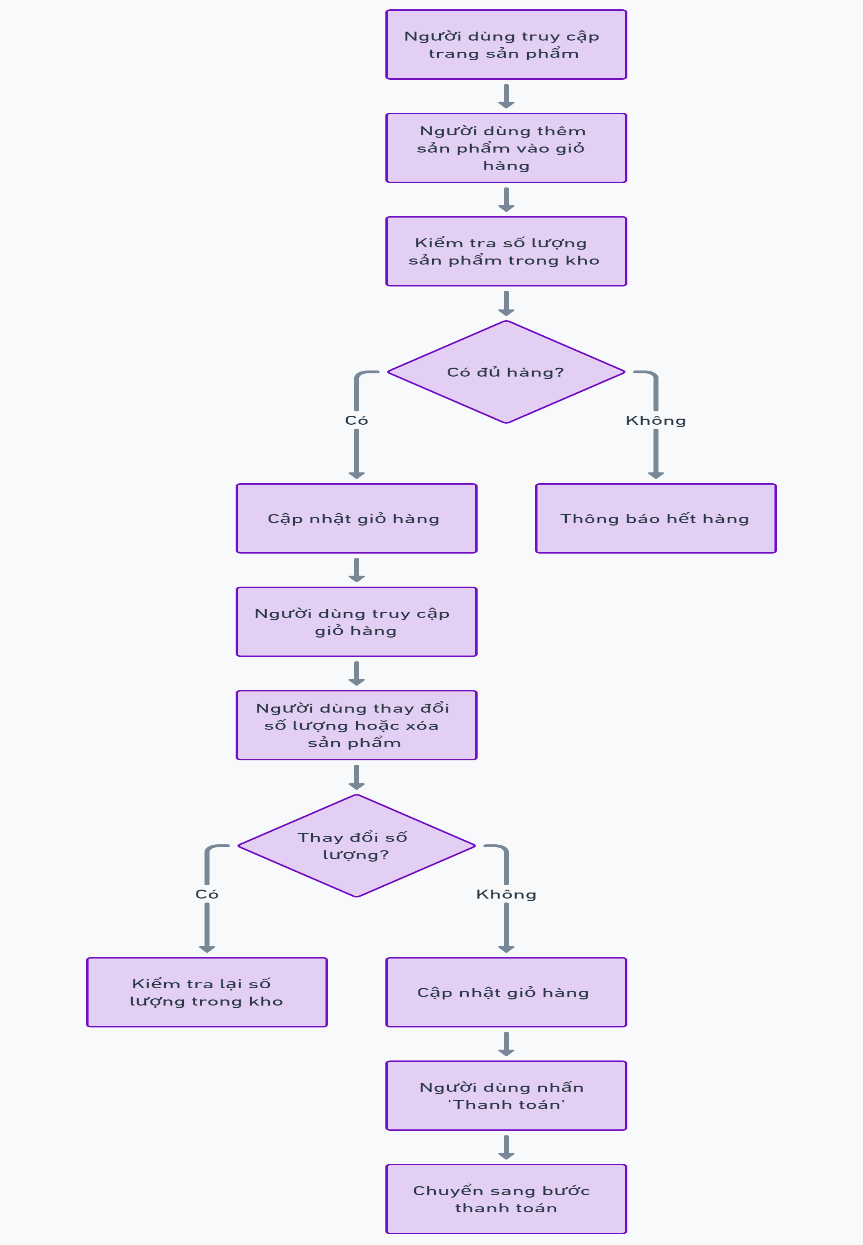 Người dùng truy cập
trang sản phẩm
Người dùng thêm
sản phẩm vào giỏ
hàng
Kiểm tra số lượng
sản phẩm trong kho
Có đủ hàng?
Có
Không
Cập nhật giỏ hàng
Thông báo hết hàng
Người dùng truy cập
giỏ hàng
Người dùng thay đổi
số lượng hoặc xóa
sản phẩm
Thay đổi số
lượng?
Có
Không
Kiểm tra lại số
lượng trong kho
Cập nhật giỏ hàng
Người dùng nhấn
'Thanh toán'
Chuyển sang bước
thanh toán